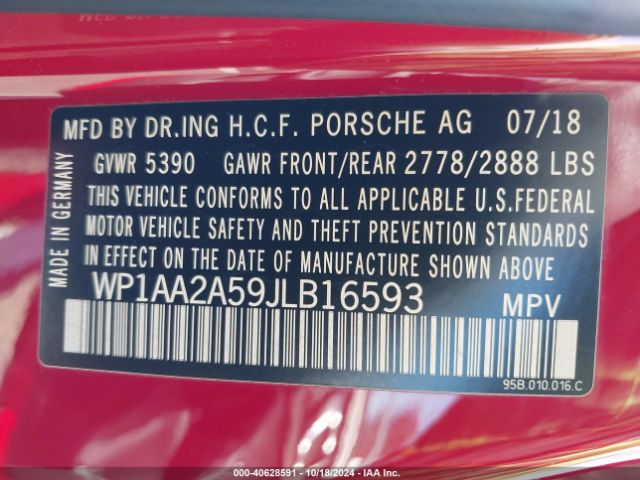 MFD BY DR.ING H.C.F. PORSCHE AG 07/18
GVWR 5390 GAWR FRONT/REAR 2778/2888 LBS
THIS VEHICLE CONFORMS TO ALL APPLICABLE U.S.FEDERAL
MOTOR VEHICLE SAFETY AND THEFT PREVENTION STANDARDS
IN EFFECT ON THE DATE OF MANUFACTURE SHOWN ABOVE.
WP1AA2A59JLB16593 MPV
MADE IN GERMANY
95B.010.016.C
000-40628591 - 10/18/2024 - IAA Inc.